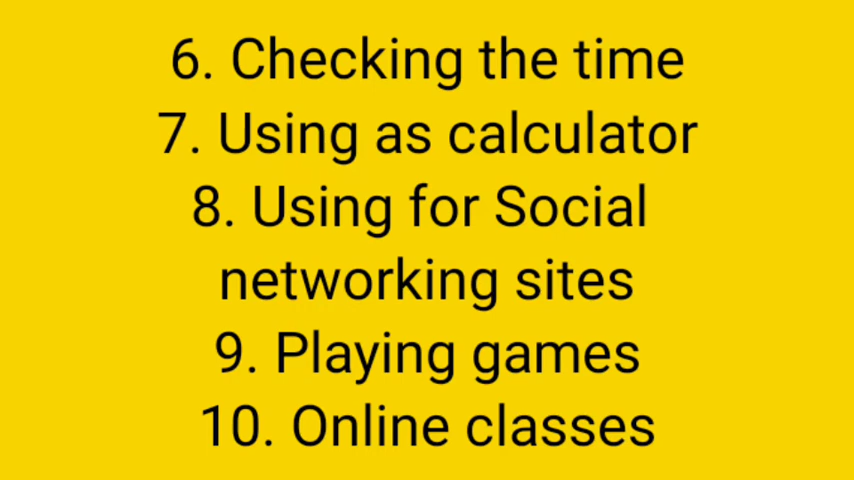 6. Checking the time
7. Using as calculator
8. Using for Social
networking sites
9. Playing games
10. Online classes